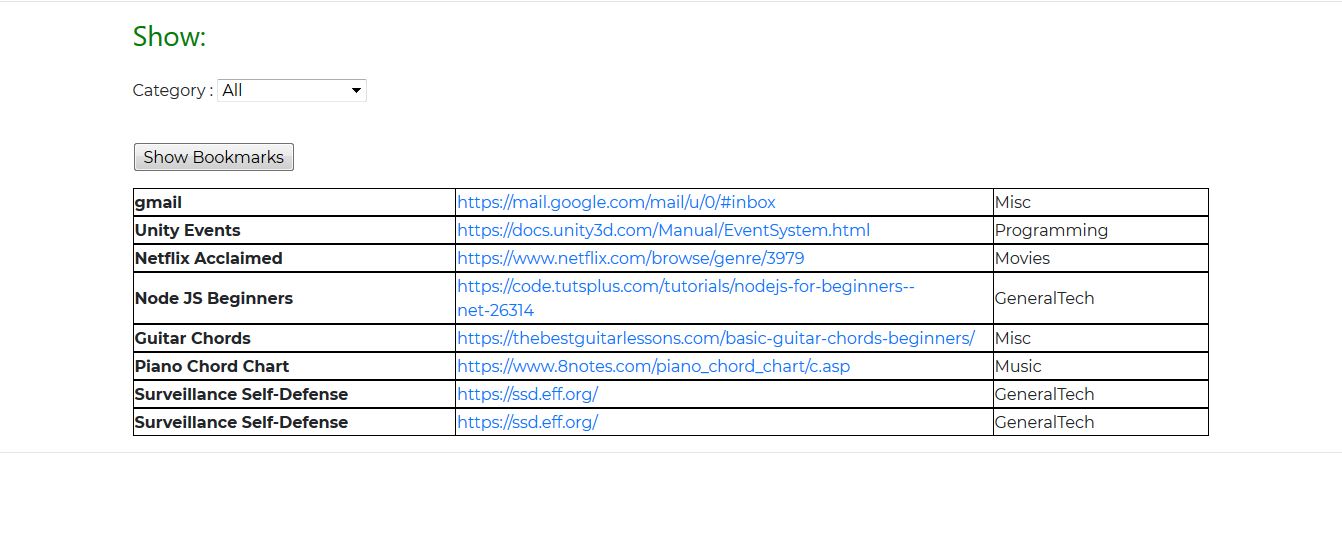 Show:
Category : All
Show Bookmarks
gmail https://mail.google.com/mail/u/0/#inbox Misc
Unity Events https://docs.unity3d.com/Manual/EventSystem.html Programming
Netflix Acclaimed https://www.netflix.com/browse/genre/3979 Movies
Node JS Beginners https://code.tutsplus.com/tutorials/nodejs-for-beginners--
net-26314 GeneralTech
Guitar Chords https://thebestguitarlessons.com/basic-guitar-chords-beginners/ Misc
Piano Chord Chart https://www.8notes.com/piano_chord_chart/c.asp Music
Surveillance Self-Defense https://ssd.eff.org/ GeneralTech
Surveillance Self-Defense https://ssd.eff.org/ GeneralTech